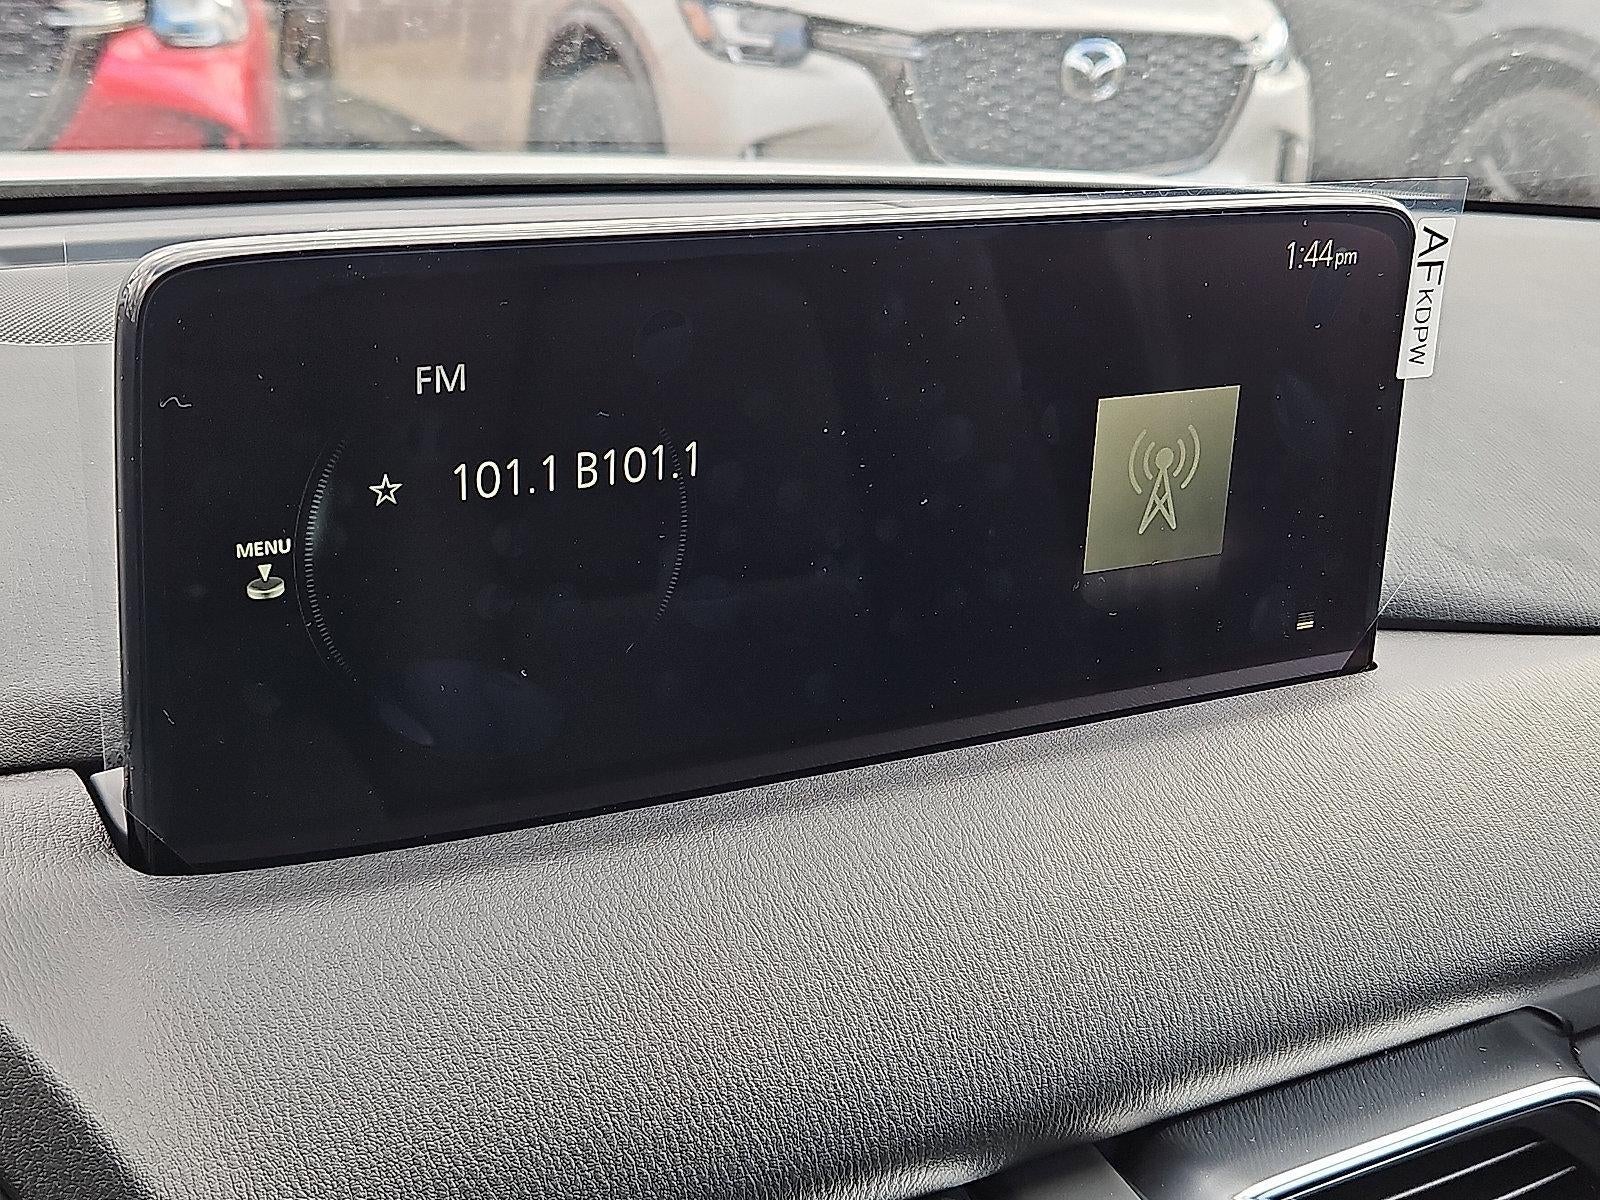 1:44pm
FM
101.1 B101.1
MENU
AF KDPW